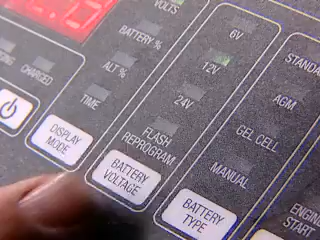 VOLTS
BATTERY %
ALT %
TIME
CHARGED
DISPLAY
MODE
6V
12V
24V
FLASH
REPROGRAM
BATTERY
VOLTAGE
STANDA
AGM
GEL CELL
MANUAL
BATTERY
TYPE
ENGIN
START